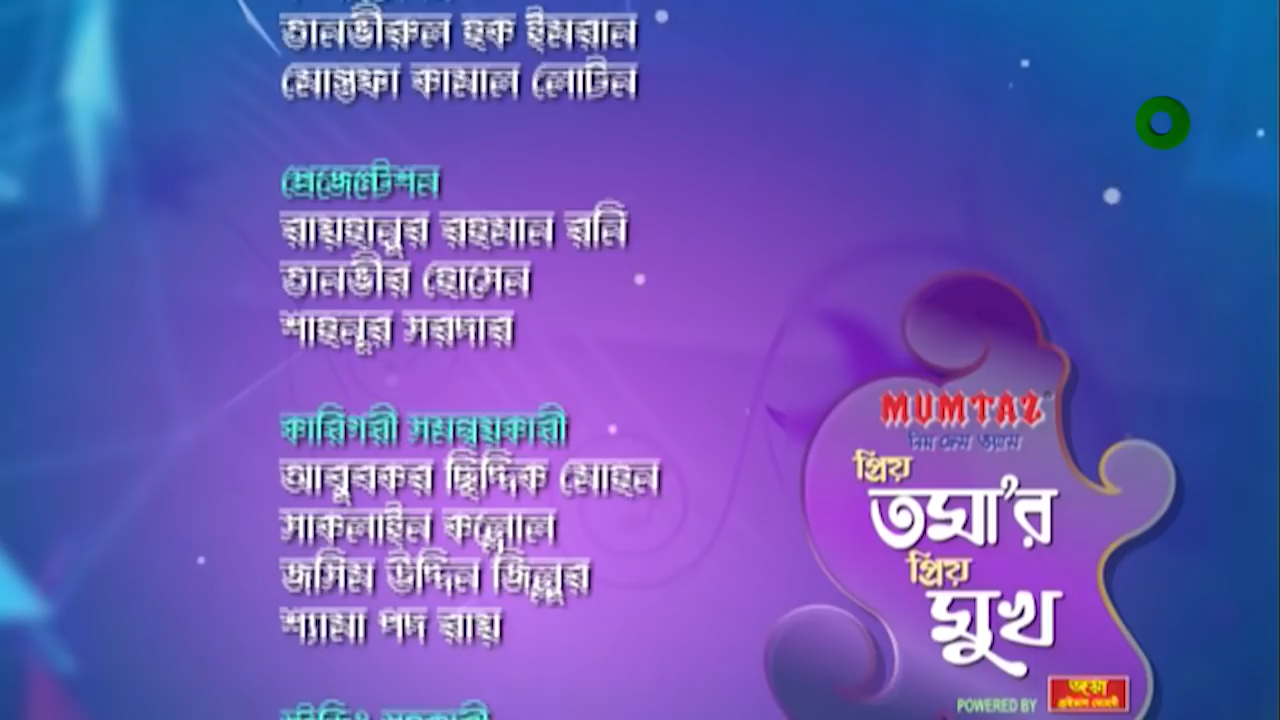 তানভীরুল হক ইমরান
মোস্তফা কামাল লোটন
প্রেজেন্টেশন
রায়হানুর রহমান রনি
তানভীর হোসেন
শাহনূর সরদার
কারিগরী সমন্বয়কারী
আবুবকর ছিদ্দিক মোহন
সাকলাইন কল্লোল
জসিম উদ্দিন জিল্লুর
শ্যামা পদ রায়
MUMTAZ
প্রিয়
তমা'র
প্রিয়
মুখ
POWERED BY